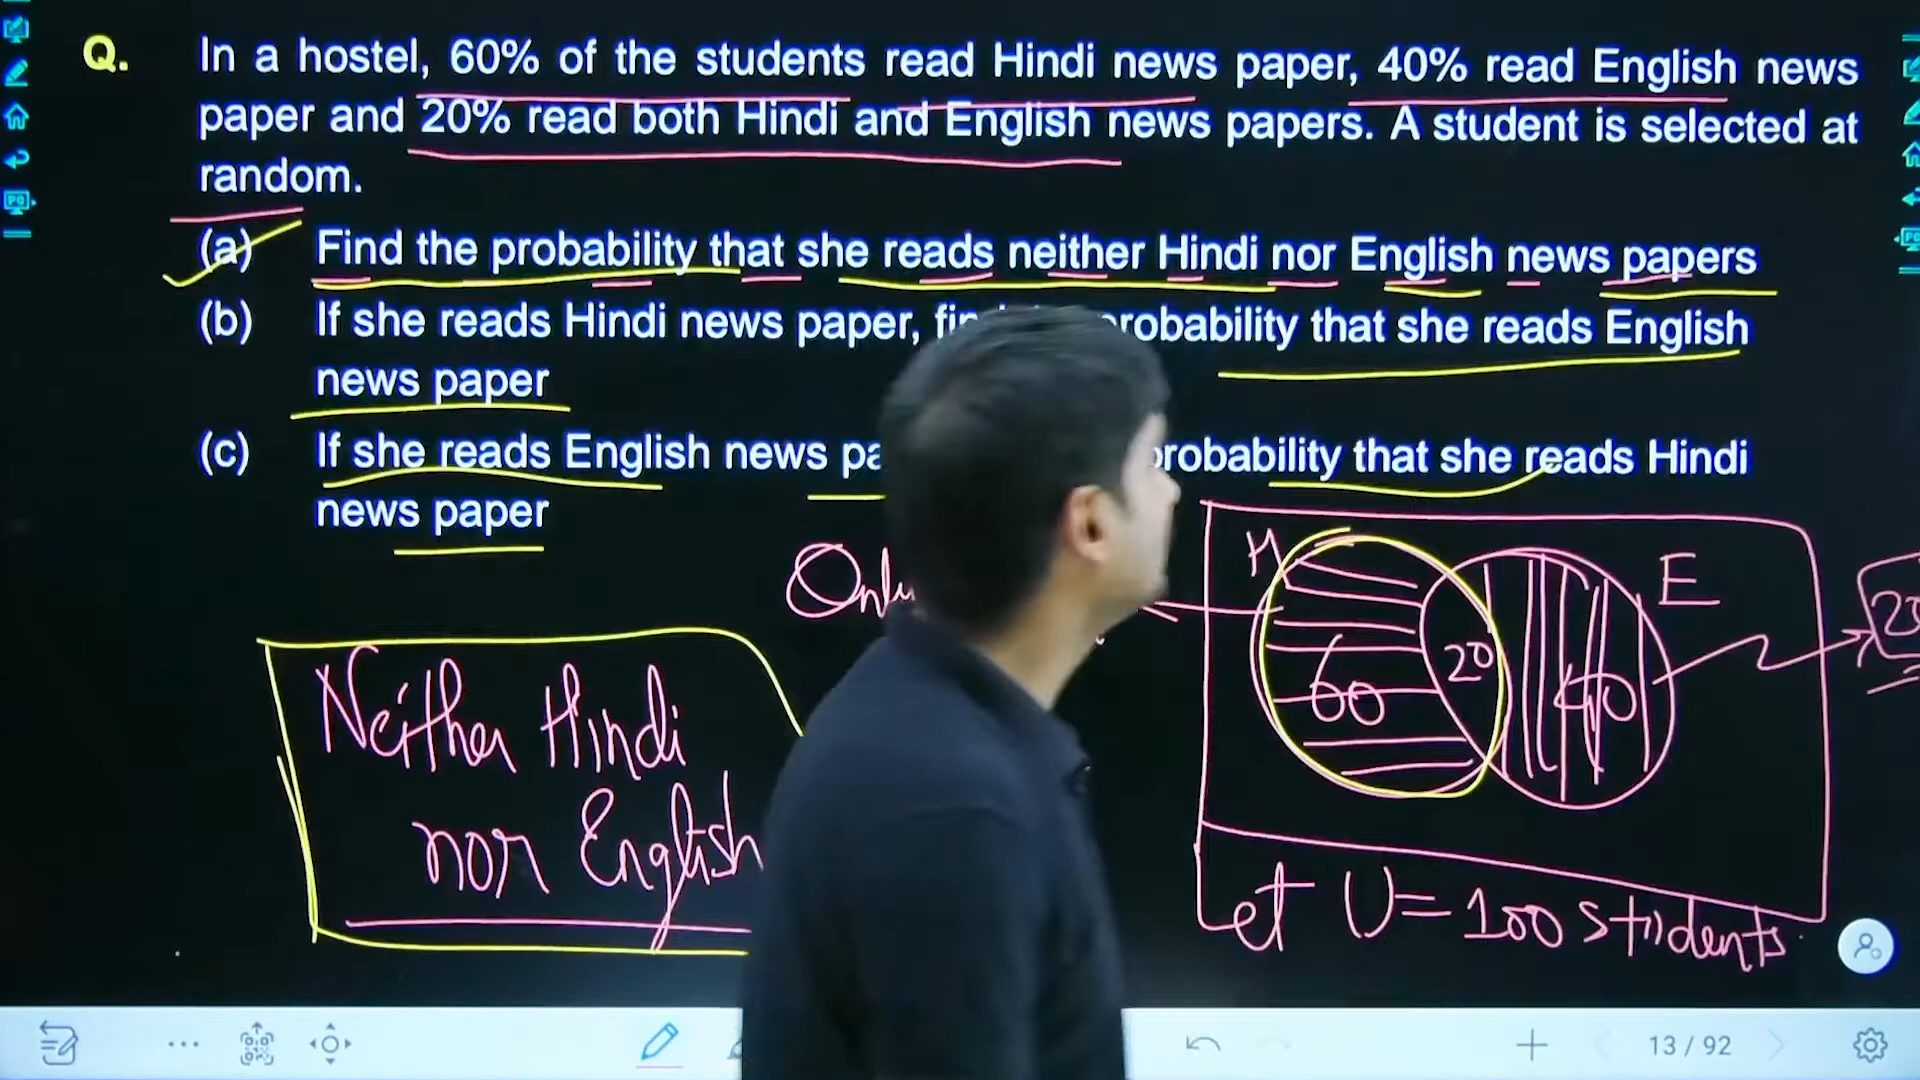 Q. In a hostel, 60% of the students read Hindi news paper, 40% read English news
paper and 20% read both Hindi and English news papers. A student is selected at
random.
(a) Find the probability that she reads neither Hindi nor English news papers
(b) If she reads Hindi news paper, probability that she reads English
news paper
(c) If she reads English news probability that she reads Hindi
news paper
H
E
60
20
40
Neither Hindi
nor English
Let U = 100 students
13 / 92